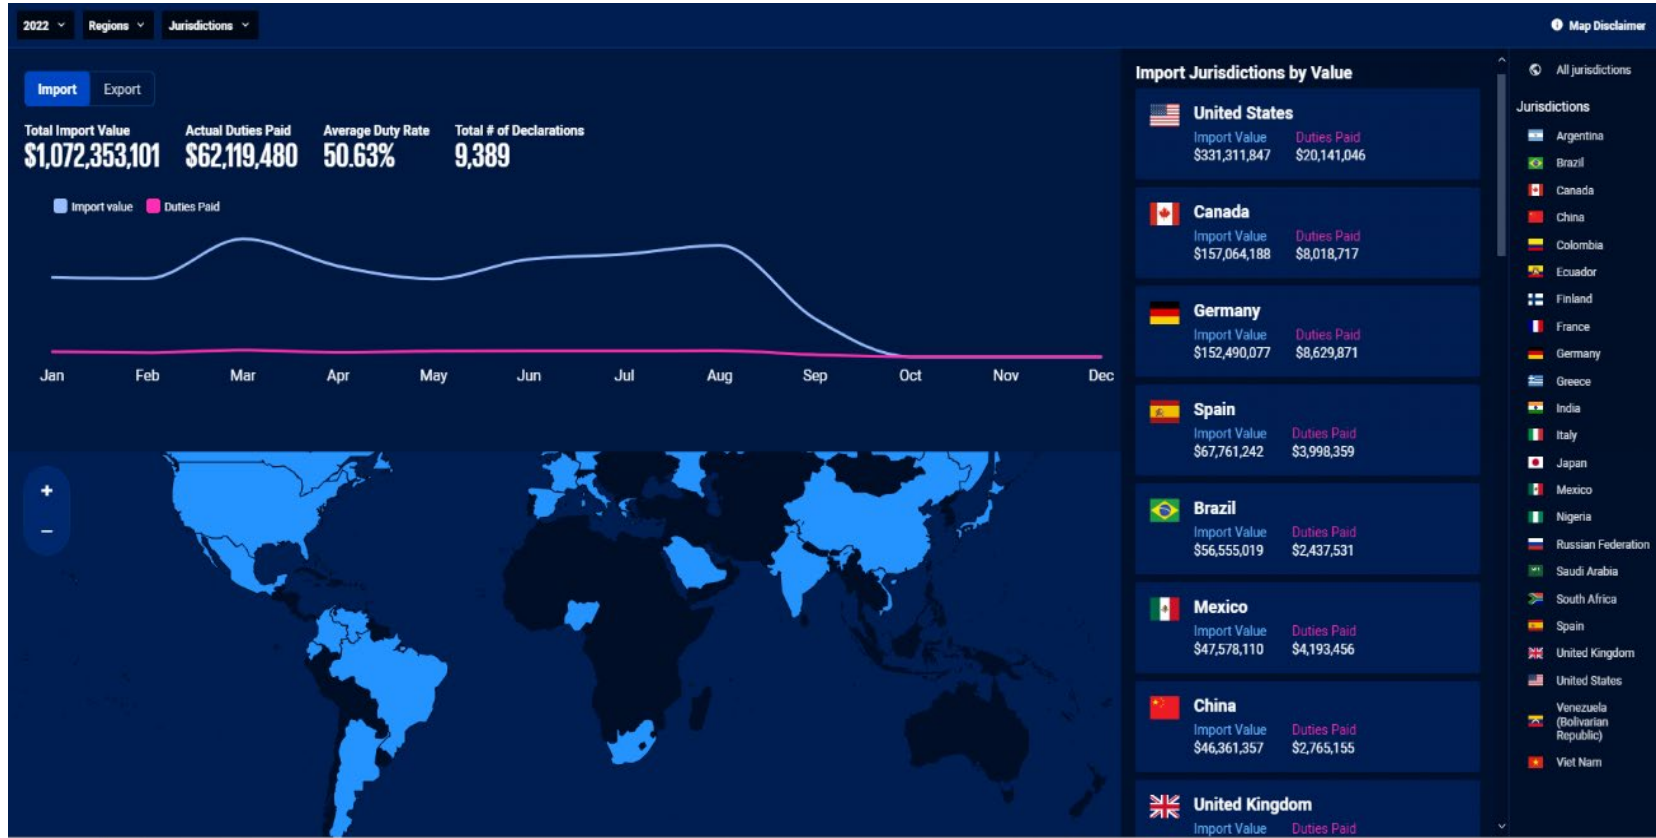 2022
Regions
Jurisdictions
Map Disclaimer
Import
Export
Total Import Value
$1,072,353,101
Actual Duties Paid
$62,119,480
Average Duty Rate
50.63%
Total # of Declarations
9,389
Import value
Duties Paid
Jan Feb Mar Apr May Jun Jul Aug Sep Oct Nov Dec
+
−
Import Jurisdictions by Value
United States
Import Value Duties Paid
$331,311,847 $20,141,046
Canada
Import Value Duties Paid
$157,064,188 $8,018,717
Germany
Import Value Duties Paid
$152,490,077 $8,629,871
Spain
Import Value Duties Paid
$67,761,242 $3,998,359
Brazil
Import Value Duties Paid
$56,555,019 $2,437,531
Mexico
Import Value Duties Paid
$47,578,110 $4,193,456
China
Import Value Duties Paid
$46,361,357 $2,765,155
United Kingdom
Import Value Duties Paid
All jurisdictions
Jurisdictions
Argentina
Brazil
Canada
China
Colombia
Ecuador
Finland
France
Germany
Greece
India
Italy
Japan
Mexico
Nigeria
Russian Federation
Saudi Arabia
South Africa
Spain
United Kingdom
United States
Venezuela
(Bolivarian
Republic)
Viet Nam